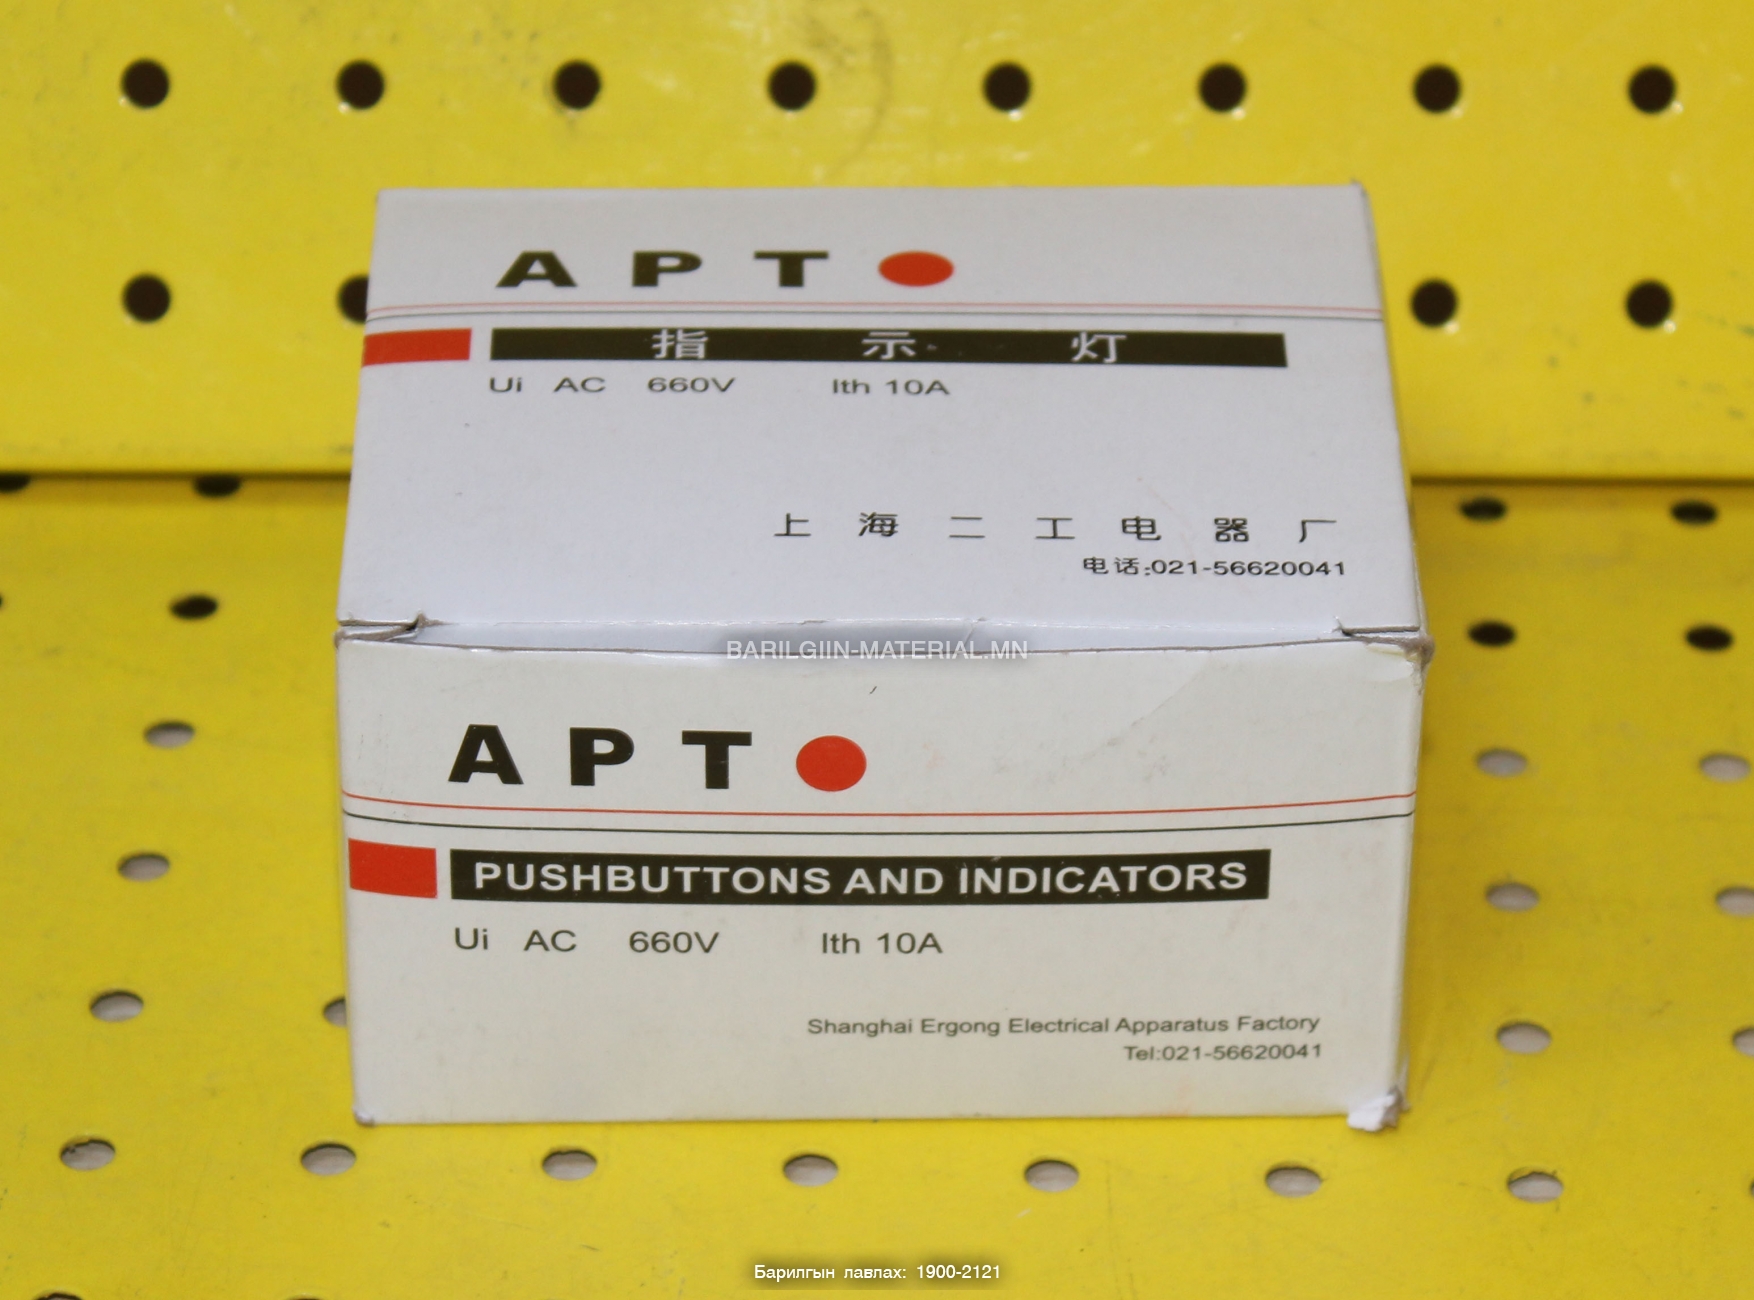 APT
指示灯
Ui AC 660V Ith 10A
上海二工电器厂
电话:021-56620041
BARILGIIN-MATERIAL.MN
APT
PUSHBUTTONS AND INDICATORS
Ui AC 660V Ith 10A
Shanghai Ergong Electrical Apparatus Factory
Tel:021-56620041
Барилгын лавлах: 1900-2121